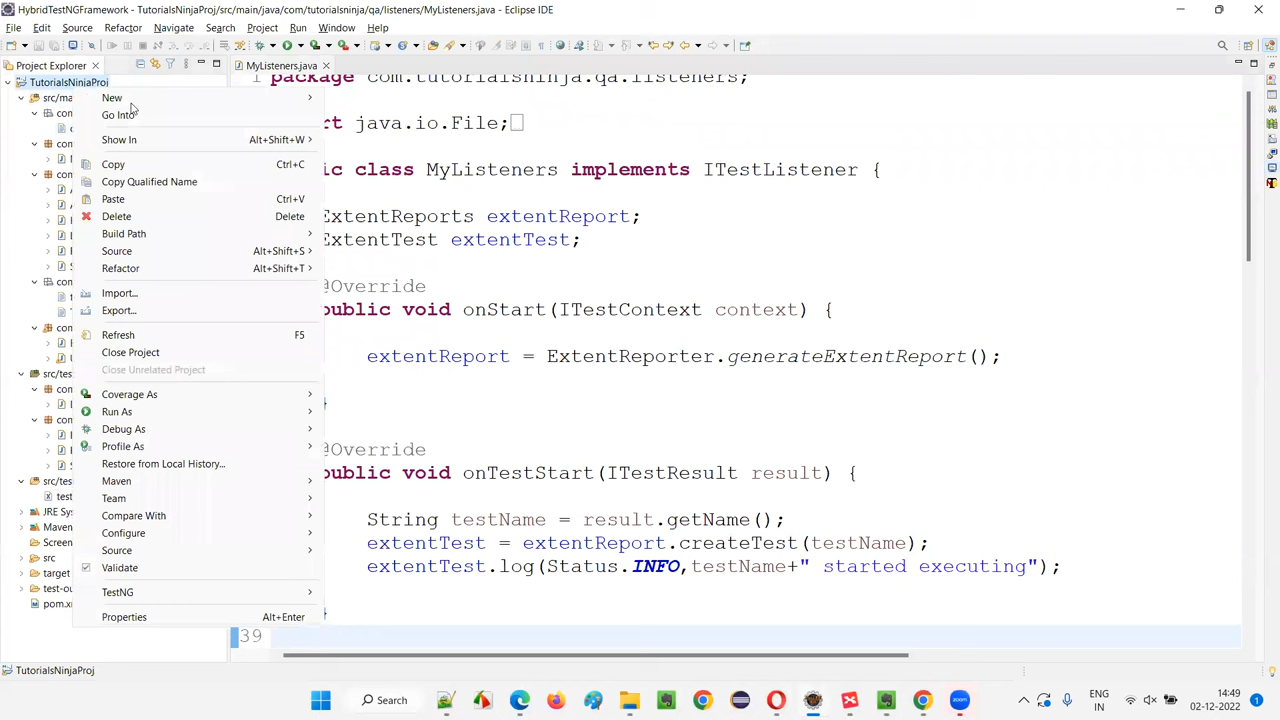 HybridTestNGFramework - TutorialsNinjaProj/src/main/java/com/tutorialsninja/qa/listeners/MyListeners.java - Eclipse IDE
File Edit Source Refactor Navigate Search Project Run Window Help
Project Explorer
MyListeners.java
TutorialsNinjaProj
src/ma
com
src/tes
com
src/tes
test
JRE Sys
Maven
Screen
src
target
test-ou
pom.xm
New
Go Into
Show In Alt+Shift+W
Copy Ctrl+C
Copy Qualified Name
Paste Ctrl+V
Delete Delete
Build Path
Source Alt+Shift+S
Refactor Alt+Shift+T
Import...
Export...
Refresh F5
Close Project
Close Unrelated Project
Coverage As
Run As
Debug As
Profile As
Restore from Local History...
Maven
Team
Compare With
Configure
Source
Validate
TestNG
Properties Alt+Enter
1 package com.tutorialsninja.qa.listeners;
rt java.io.File;
ic class MyListeners implements ITestListener {
ExtentReports extentReport;
ExtentTest extentTest;
@Override
public void onStart(ITestContext context) {
extentReport = ExtentReporter.generateExtentReport();
}
@Override
public void onTestStart(ITestResult result) {
String testName = result.getName();
extentTest = extentReport.createTest(testName);
extentTest.log(Status.INFO,testName+" started executing");
}
39
TutorialsNinjaProj
Search
ENG
IN
14:49
02-12-2022
1